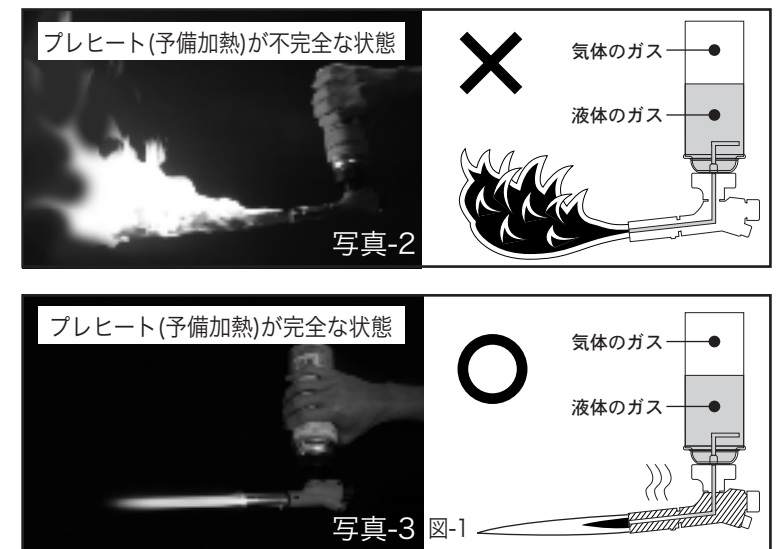 プレヒート(予備加熱)が不完全な状態
気体のガス
液体のガス
写真-2
プレヒート(予備加熱)が完全な状態
気体のガス
液体のガス
写真-3
図-1